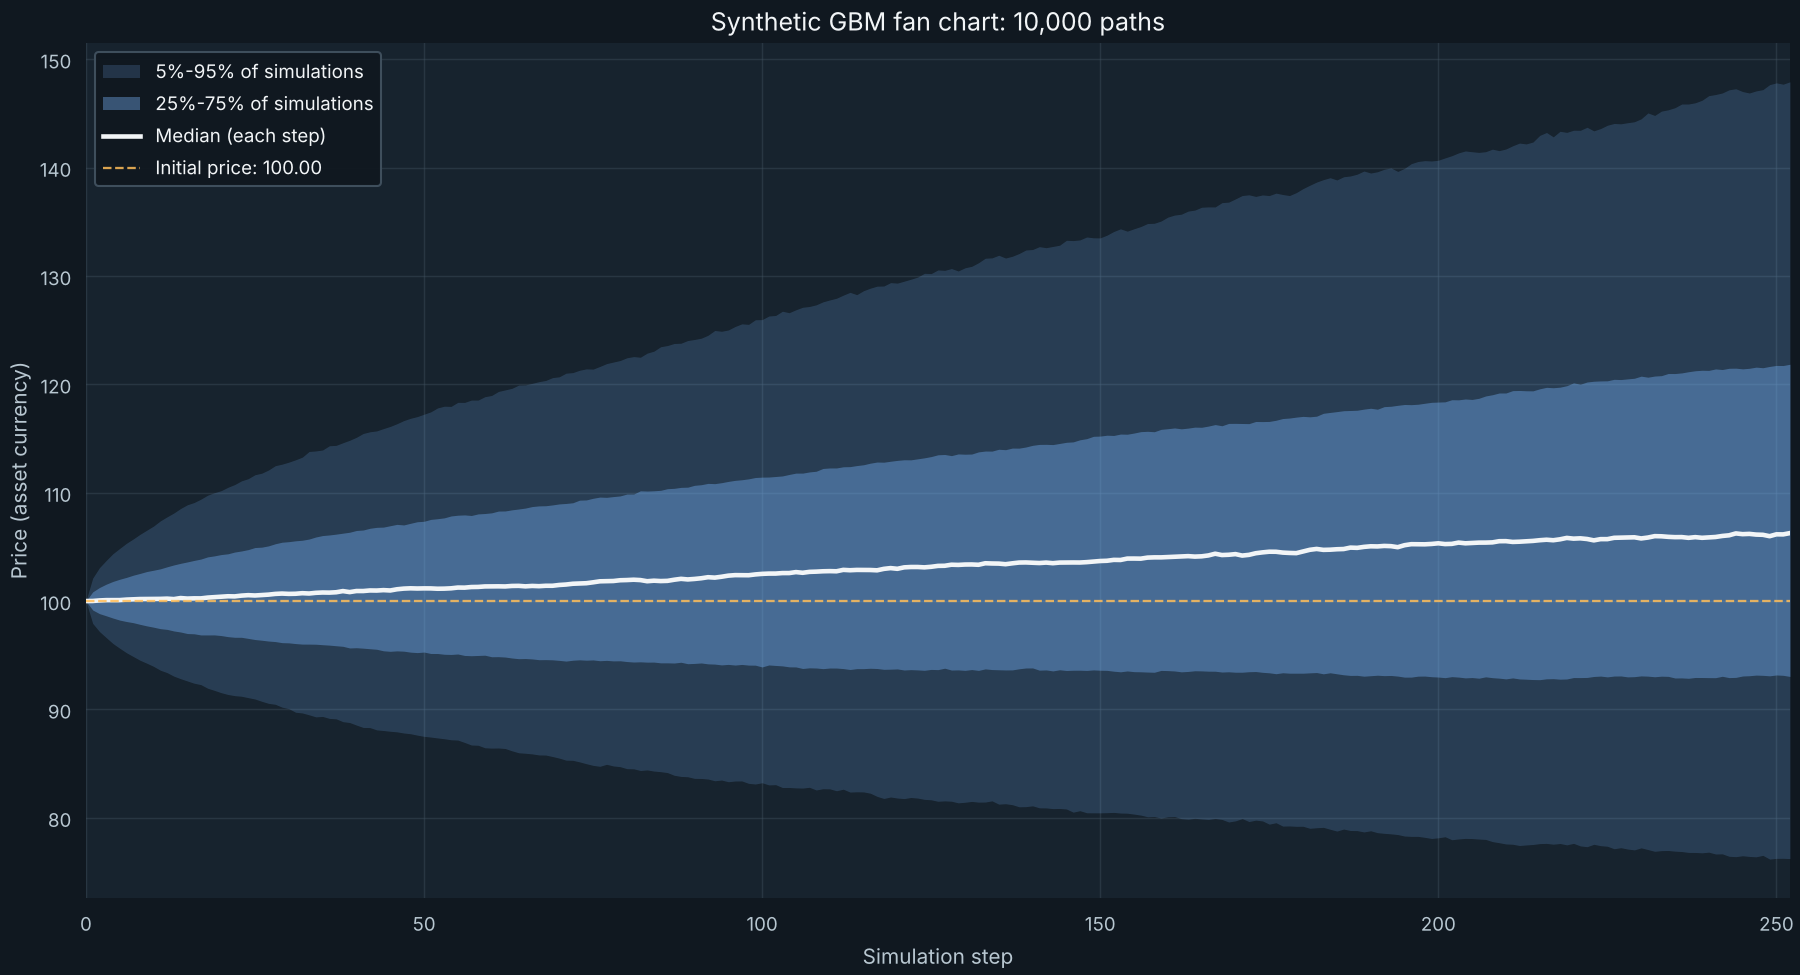 Synthetic GBM fan chart: 10,000 paths
5%-95% of simulations
25%-75% of simulations
Median (each step)
Initial price: 100.00
Price (asset currency)
150
140
130
120
110
100
90
80
0
50
100
150
200
250
Simulation step